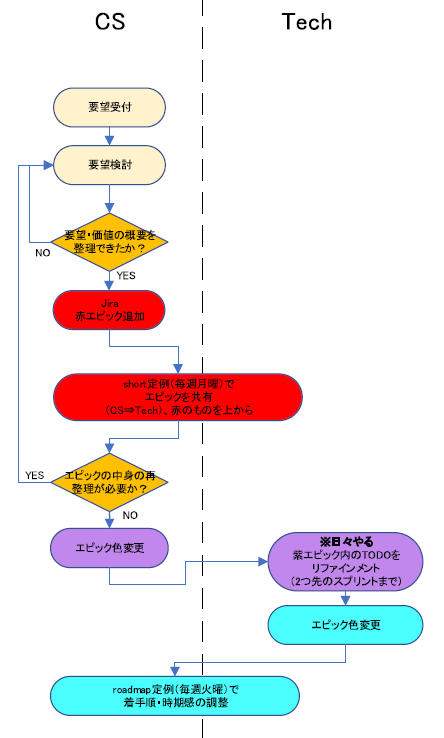 CS
Tech
要望受付
要望検討
要望・価値の概要を
整理できたか？
NO
YES
Jira
赤エピック追加
short定例(毎週月曜)で
エピックを共有
(CS⇒Tech)、赤のものを上から
YES
エピックの中身の再
整理が必要か？
NO
エピック色変更
※日々やる
紫エピック内のTODOを
リファインメント
(2つ先のスプリントまで)
エピック色変更
roadmap定例(毎週火曜)で
着手順・時期感の調整